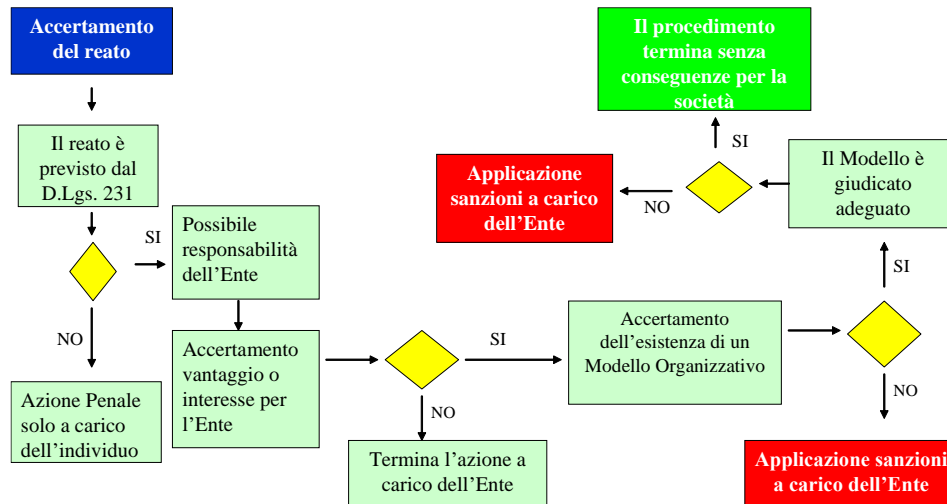 Accertamento
del reato
Il procedimento
termina senza
conseguenze per la
società
SI
Il reato è
previsto dal
D.Lgs. 231
Il Modello è
giudicato
adeguato
Applicazione
sanzioni a carico
dell'Ente
NO
SI
Possibile
responsabilità
dell'Ente
SI
NO
Accertamento
vantaggio o
interesse per
l'Ente
SI
Accertamento
dell'esistenza di un
Modello Organizzativo
Azione Penale
solo a carico
dell'individuo
NO
NO
Termina l'azione a
carico dell'Ente
Applicazione sanzioni
a carico dell'Ente